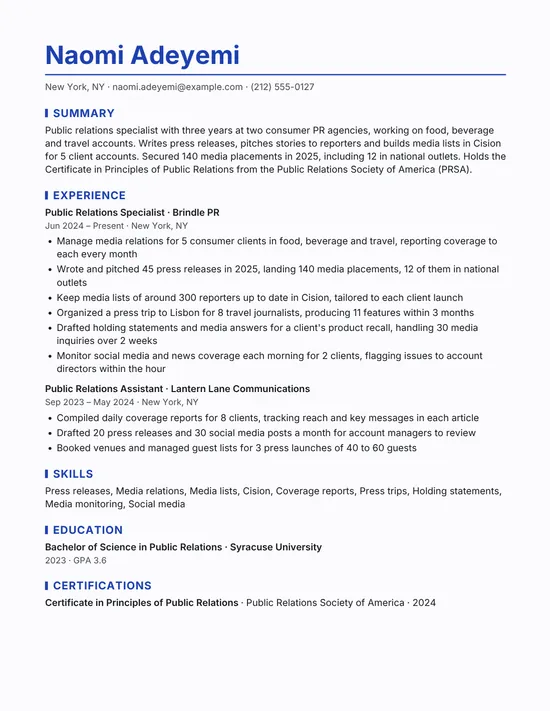 Naomi Adeyemi
New York, NY · naomi.adeyemi@example.com · (212) 555-0127
SUMMARY
Public relations specialist with three years at two consumer PR agencies, working on food, beverage
and travel accounts. Writes press releases, pitches stories to reporters and builds media lists in Cision
for 5 client accounts. Secured 140 media placements in 2025, including 12 in national outlets. Holds the
Certificate in Principles of Public Relations from the Public Relations Society of America (PRSA).
EXPERIENCE
Public Relations Specialist · Brindle PR
Jun 2024 – Present · New York, NY
• Manage media relations for 5 consumer clients in food, beverage and travel, reporting coverage to
each every month
• Wrote and pitched 45 press releases in 2025, landing 140 media placements, 12 of them in national
outlets
• Keep media lists of around 300 reporters up to date in Cision, tailored to each client launch
• Organized a press trip to Lisbon for 8 travel journalists, producing 11 features within 3 months
• Drafted holding statements and media answers for a client's product recall, handling 30 media
inquiries over 2 weeks
• Monitor social media and news coverage each morning for 2 clients, flagging issues to account
directors within the hour
Public Relations Assistant · Lantern Lane Communications
Sep 2023 – May 2024 · New York, NY
• Compiled daily coverage reports for 8 clients, tracking reach and key messages in each article
• Drafted 20 press releases and 30 social media posts a month for account managers to review
• Booked venues and managed guest lists for 3 press launches of 40 to 60 guests
SKILLS
Press releases, Media relations, Media lists, Cision, Coverage reports, Press trips, Holding statements,
Media monitoring, Social media
EDUCATION
Bachelor of Science in Public Relations · Syracuse University
2023 · GPA 3.6
CERTIFICATIONS
Certificate in Principles of Public Relations · Public Relations Society of America · 2024